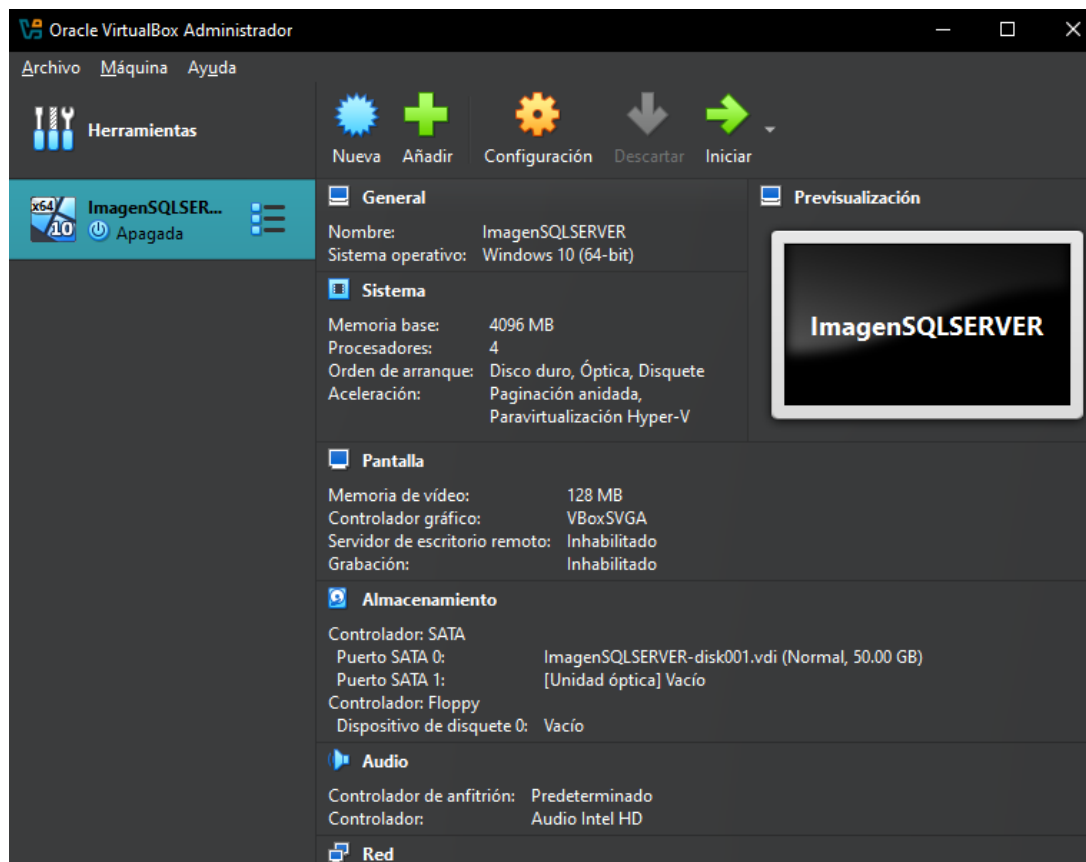 Oracle VirtualBox Administrador
Archivo Máquina Ayuda
Herramientas
Nueva Añadir Configuración Descartar Iniciar
x64
10
ImagenSQLSER...
Apagada
General
Nombre: ImagenSQLSERVER
Sistema operativo: Windows 10 (64-bit)
Previsualización
ImagenSQLSERVER
Sistema
Memoria base: 4096 MB
Procesadores: 4
Orden de arranque: Disco duro, Óptica, Disquete
Aceleración: Paginación anidada,
Paravirtualización Hyper-V
Pantalla
Memoria de vídeo: 128 MB
Controlador gráfico: VBoxSVGA
Servidor de escritorio remoto: Inhabilitado
Grabación: Inhabilitado
Almacenamiento
Controlador: SATA
Puerto SATA 0: ImagenSQLSERVER-disk001.vdi (Normal, 50.00 GB)
Puerto SATA 1: [Unidad óptica] Vacío
Controlador: Floppy
Dispositivo de disquete 0: Vacío
Audio
Controlador de anfitrión: Predeterminado
Controlador: Audio Intel HD
Red